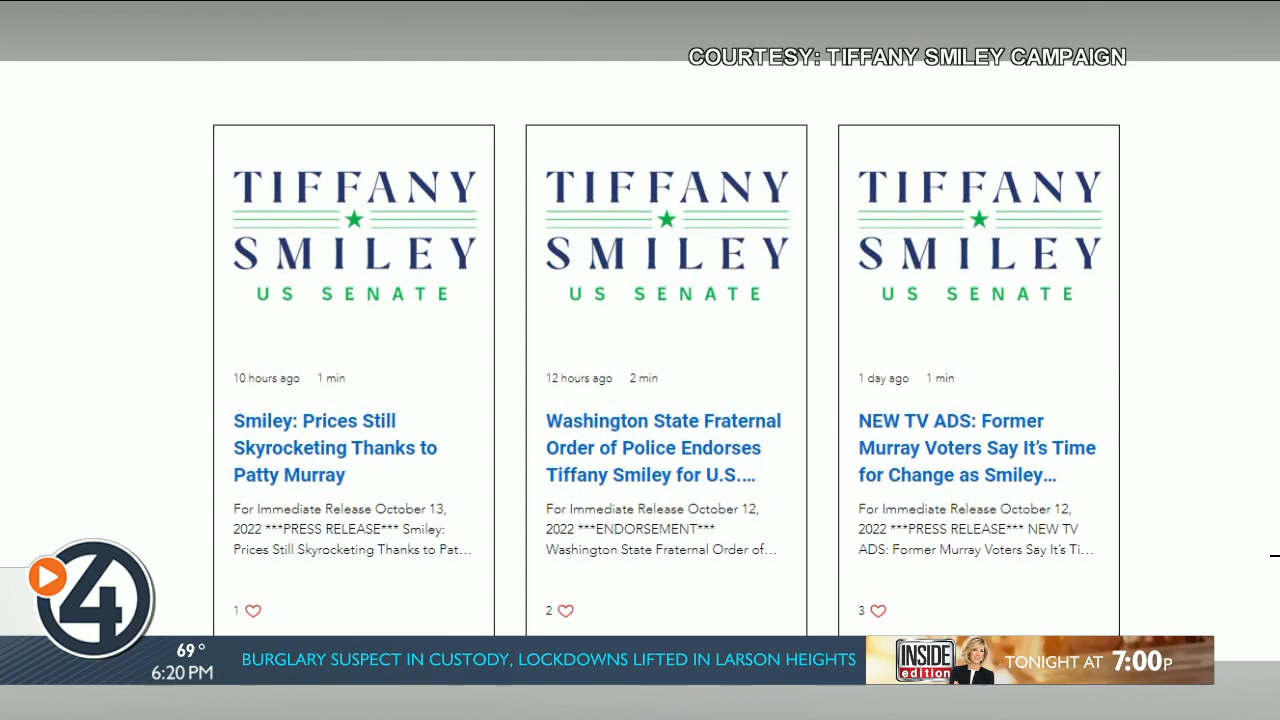 COURTESY: TIFFANY SMILEY CAMPAIGN
TIFFANY
SMILEY
US SENATE
10 hours ago 1 min
Smiley: Prices Still
Skyrocketing Thanks to
Patty Murray
For Immediate Release October 13,
2022 ***PRESS RELEASE*** Smiley:
Prices Still Skyrocketing Thanks to Pat...
1
TIFFANY
SMILEY
US SENATE
12 hours ago 2 min
Washington State Fraternal
Order of Police Endorses
Tiffany Smiley for U.S....
For Immediate Release October 12,
2022 ***ENDORSEMENT***
Washington State Fraternal Order of...
2
TIFFANY
SMILEY
US SENATE
1 day ago 1 min
NEW TV ADS: Former
Murray Voters Say It's Time
for Change as Smiley...
For Immediate Release October 12,
2022 ***PRESS RELEASE*** NEW TV
ADS: Former Murray Voters Say It's Ti...
3
4
69°
6:20 PM
BURGLARY SUSPECT IN CUSTODY, LOCKDOWNS LIFTED IN LARSON HEIGHTS
INSIDE
edition
TONIGHT AT 7:00P